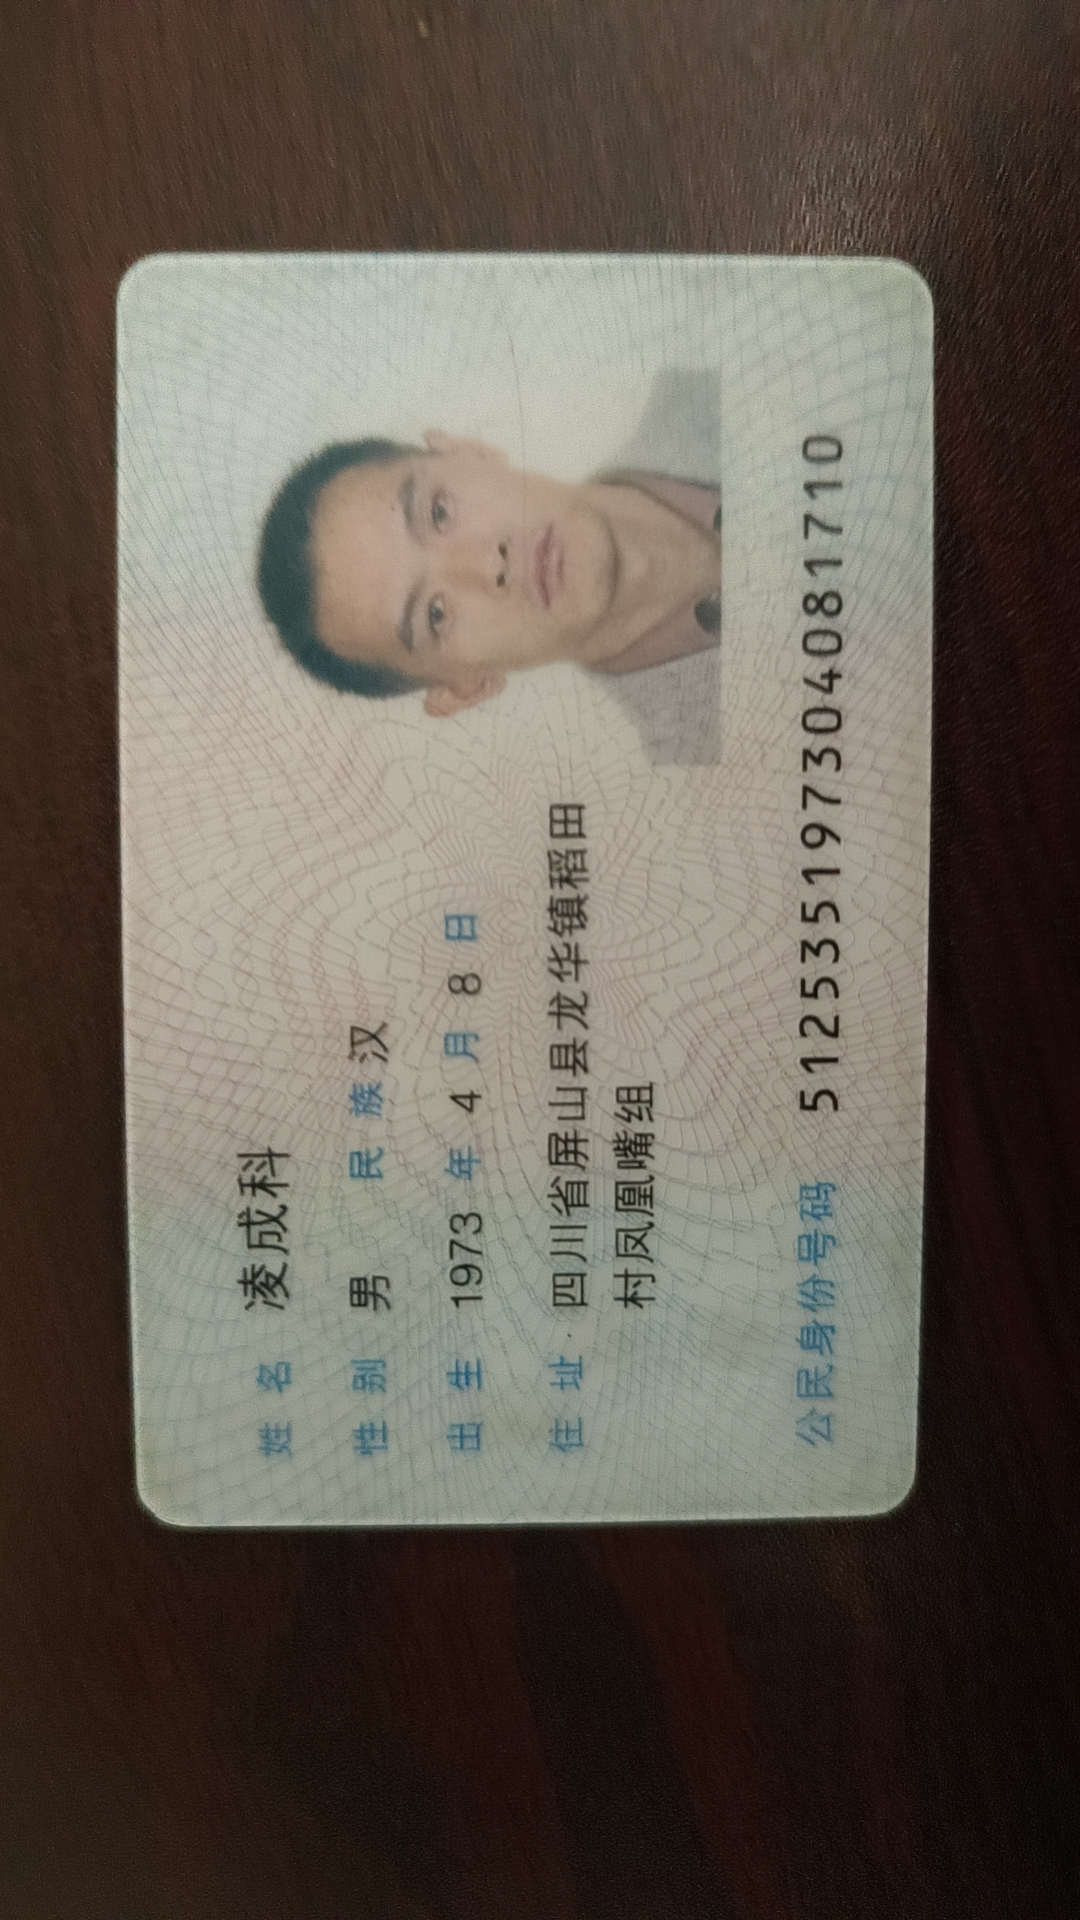 姓名 凌成科
性别 男 民族 汉
出生 1973 年 4 月 8 日
住址 四川省屏山县龙华镇稻田
村凤凰嘴组
公民身份号码 512535197304081710